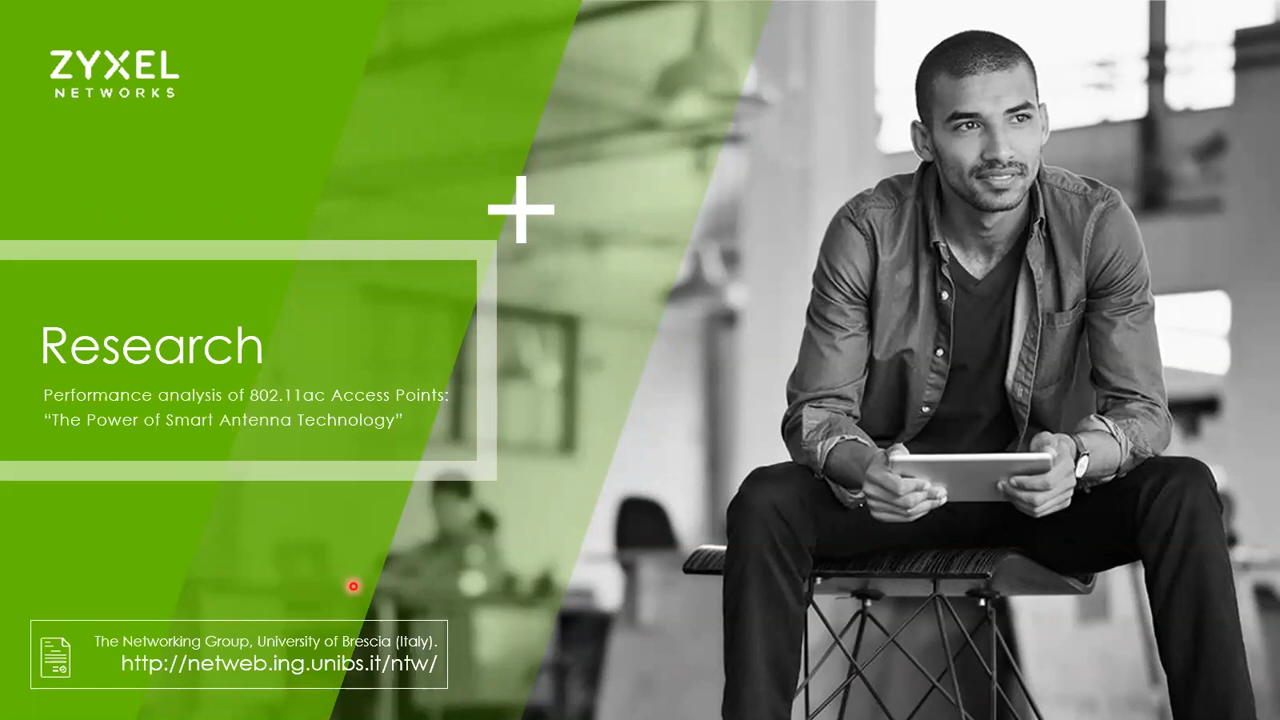 ZYXEL
NETWORKS
Research
Performance analysis of 802.11ac Access Points:
“The Power of Smart Antenna Technology”
The Networking Group, University of Brescia (Italy).
http://netweb.ing.unibs.it/ntw/